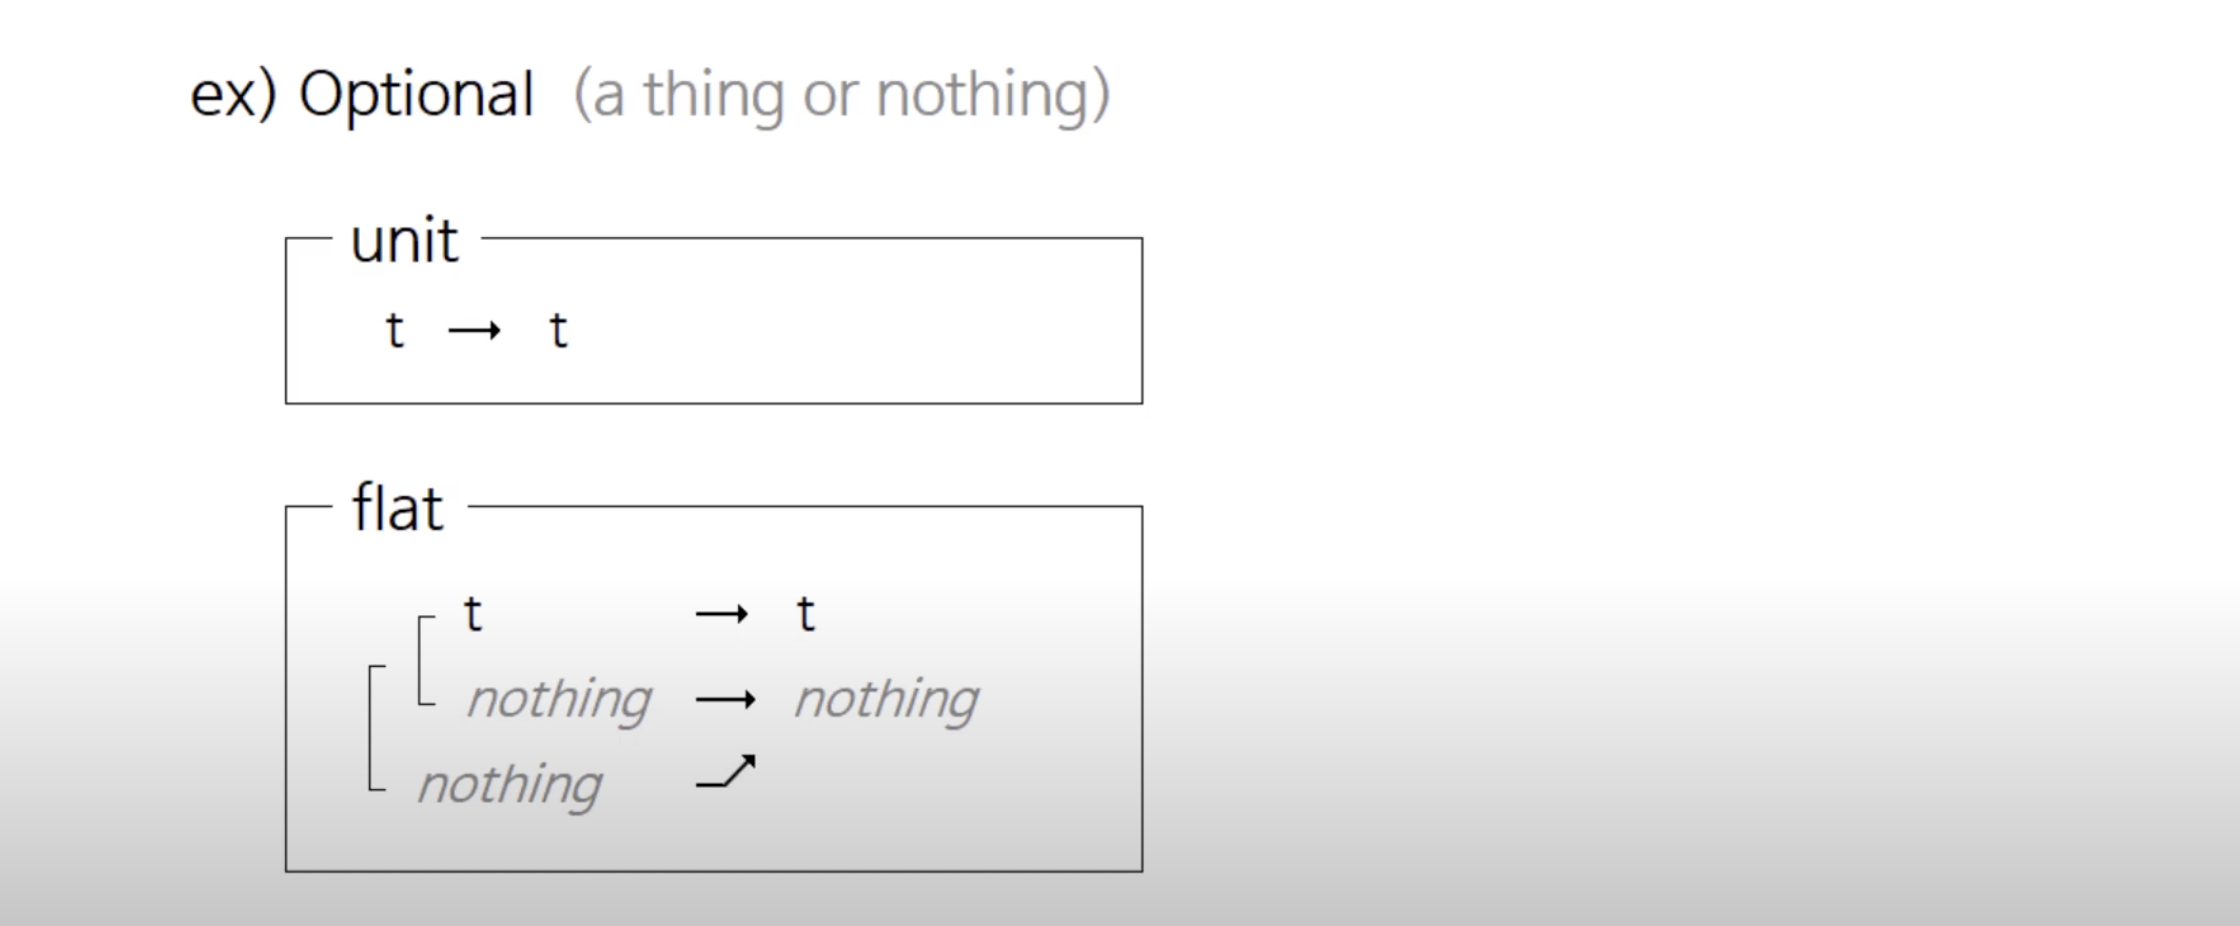 ex) Optional (a thing or nothing)
unit
t → t
flat
t → t
nothing → nothing
nothing